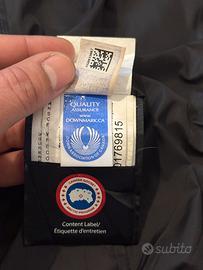 QUALITY
ASSURANCE
www.
DOWNMARK.CA
01769815
Content Label/
Étiquette d'entretien
subito